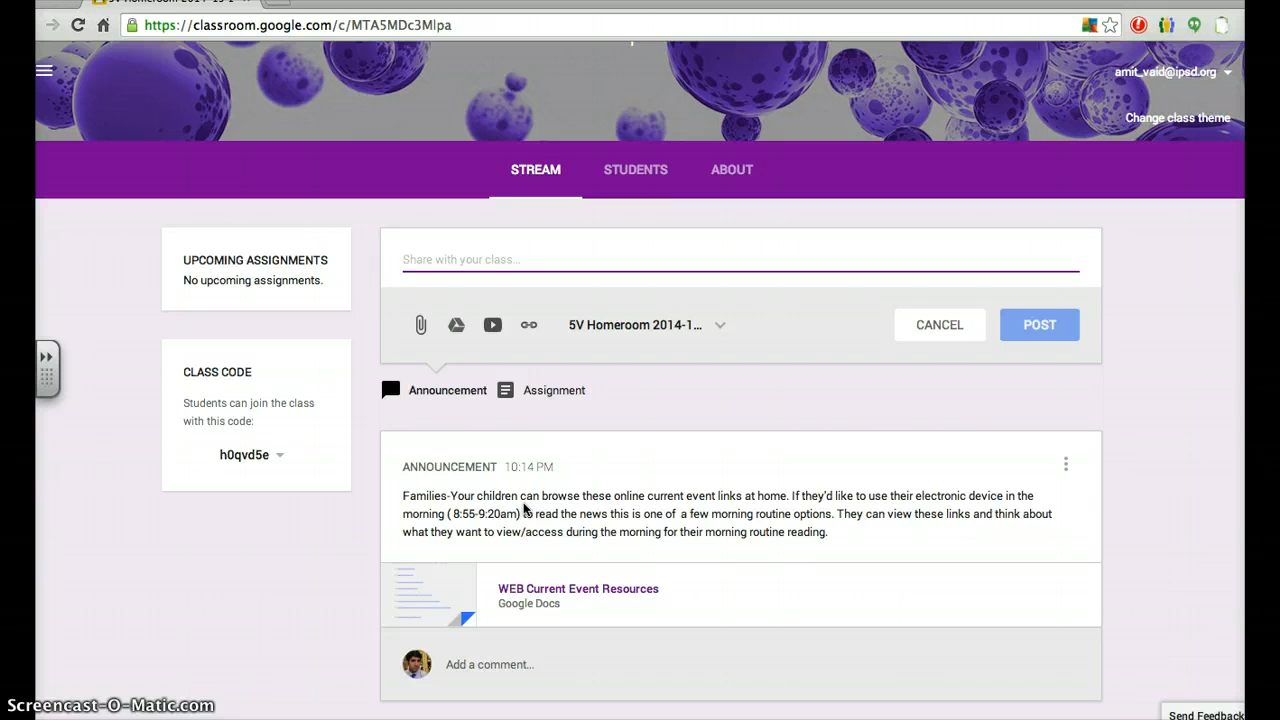 https://classroom.google.com/c/MTA5MDc3Mlpa
amit_vaid@ipsd.org
Change class theme
STREAM STUDENTS ABOUT
UPCOMING ASSIGNMENTS
No upcoming assignments.
Share with your class...
5V Homeroom 2014-1...
CANCEL
POST
CLASS CODE
Students can join the class
with this code:
h0qvd5e
Announcement
Assignment
ANNOUNCEMENT 10:14 PM
Families-Your children can browse these online current event links at home. If they'd like to use their electronic device in the
morning ( 8:55-9:20am) to read the news this is one of a few morning routine options. They can view these links and think about
what they want to view/access during the morning for their morning routine reading.
WEB Current Event Resources
Google Docs
Add a comment...
Screencast-O-Matic.com
Send Feedback